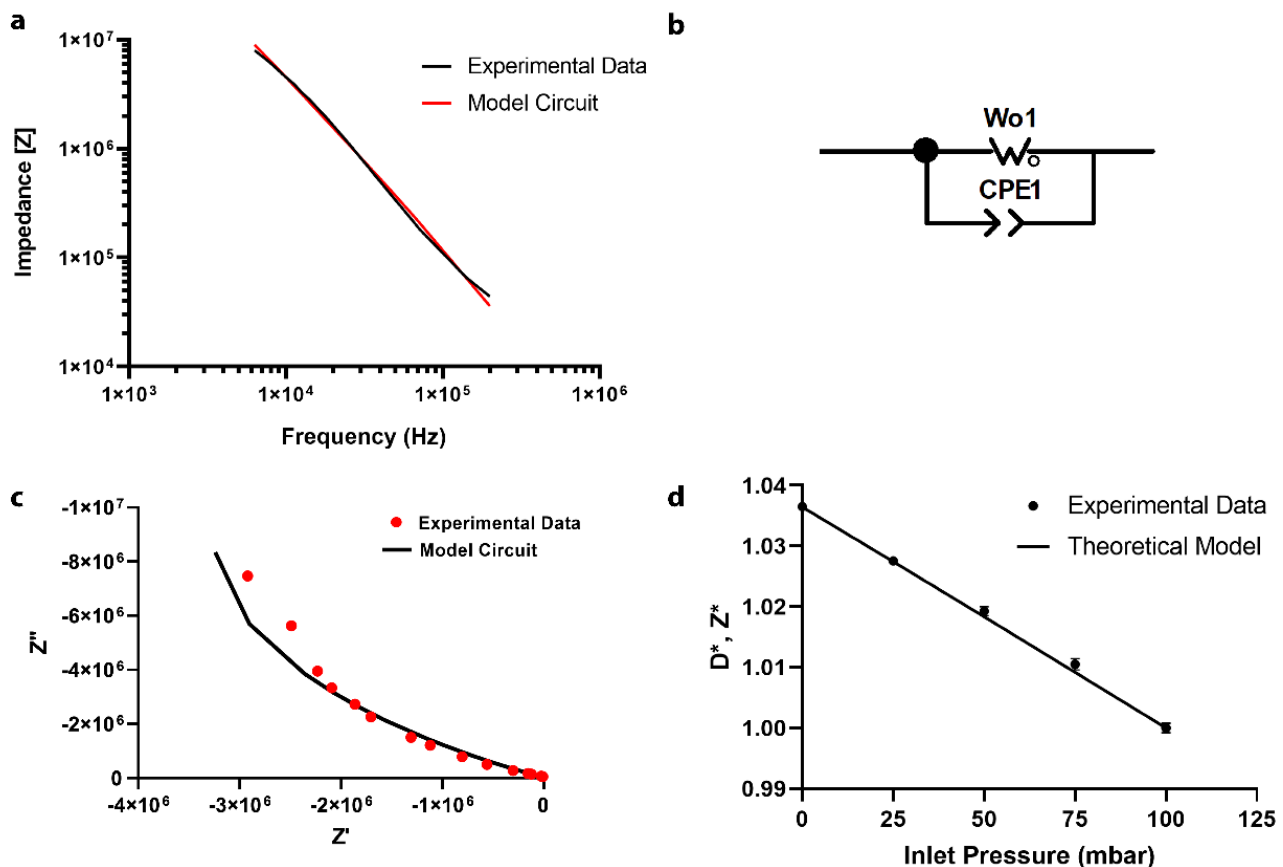 a
1×10⁷
1×10⁶
1×10⁵
1×10⁴
Impedance [Z]
Experimental Data
Model Circuit
1×10³
1×10⁴
1×10⁵
1×10⁶
Frequency (Hz)
b
Wo1
CPE1
c
-1×10⁷
-8×10⁶
-6×10⁶
-4×10⁶
-2×10⁶
0
Z"
Experimental Data
Model Circuit
-4×10⁶
-3×10⁶
-2×10⁶
-1×10⁶
0
Z'
d
1.04
1.03
1.02
1.01
1.00
0.99
D*, Z*
Experimental Data
Theoretical Model
0
25
50
75
100
125
Inlet Pressure (mbar)